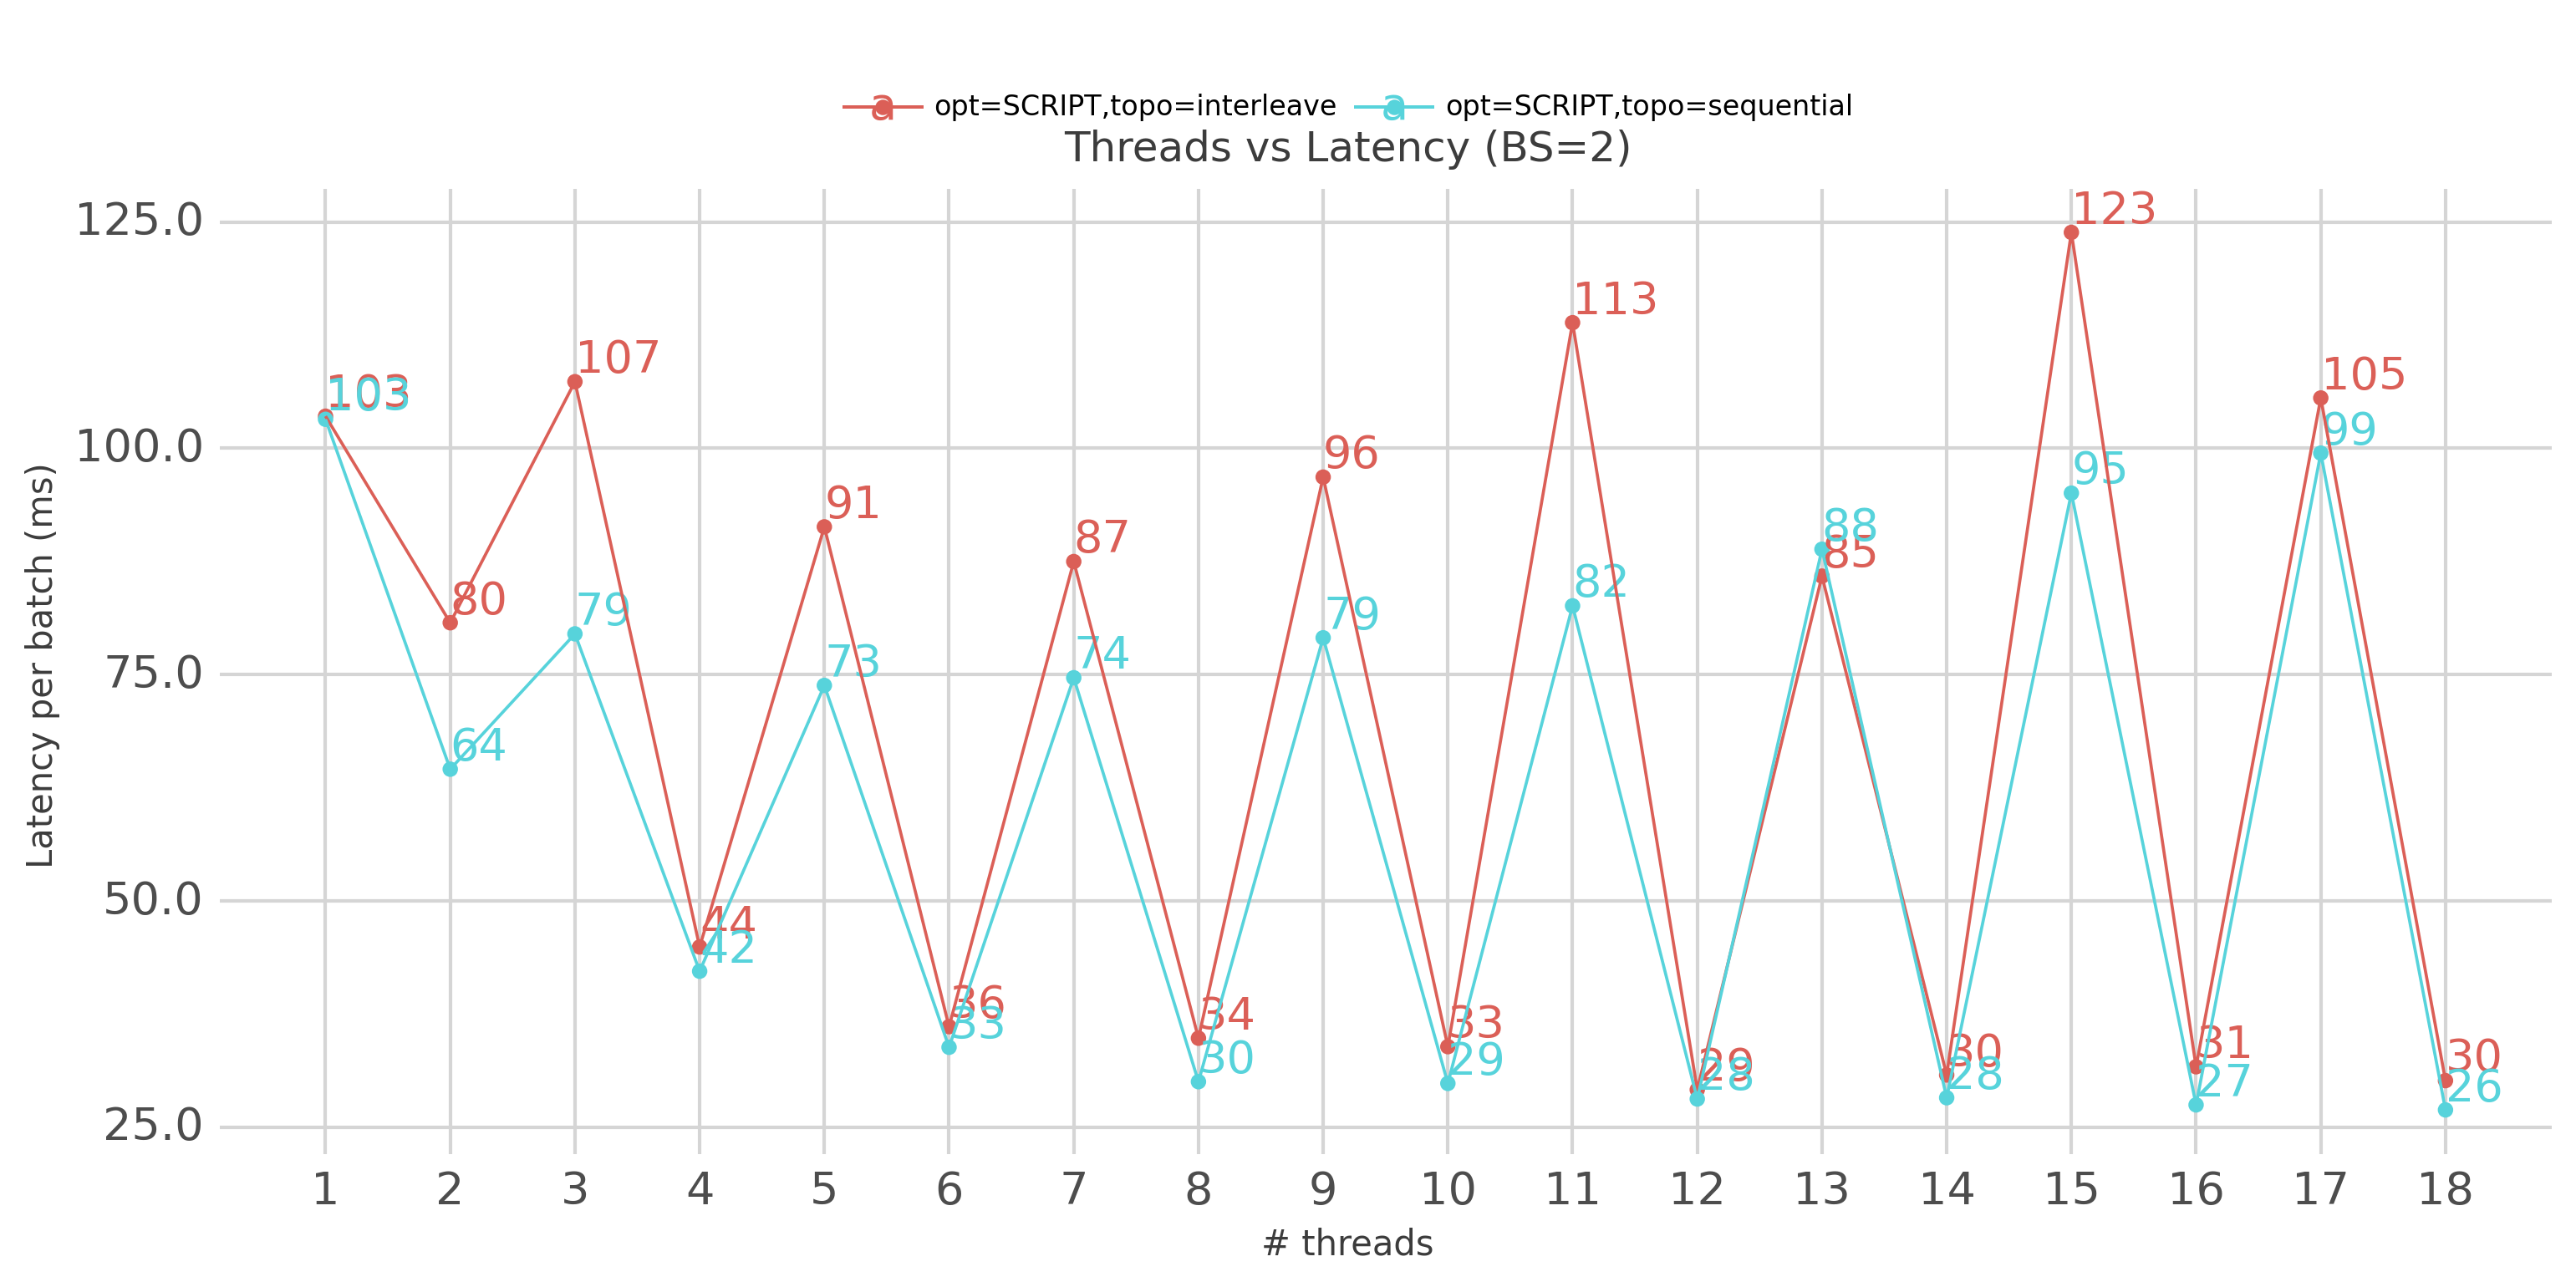 a opt=SCRIPT,topo=interleave a opt=SCRIPT,topo=sequential
Threads vs Latency (BS=2)
125.0
100.0
75.0
50.0
25.0
Latency per batch (ms)
103 80 107 44 91 36 87 34 96 33 113 29 85 30 123 31 105 30
103 64 79 42 73 33 74 30 79 29 82 28 88 28 95 27 99 26
1 2 3 4 5 6 7 8 9 10 11 12 13 14 15 16 17 18
# threads